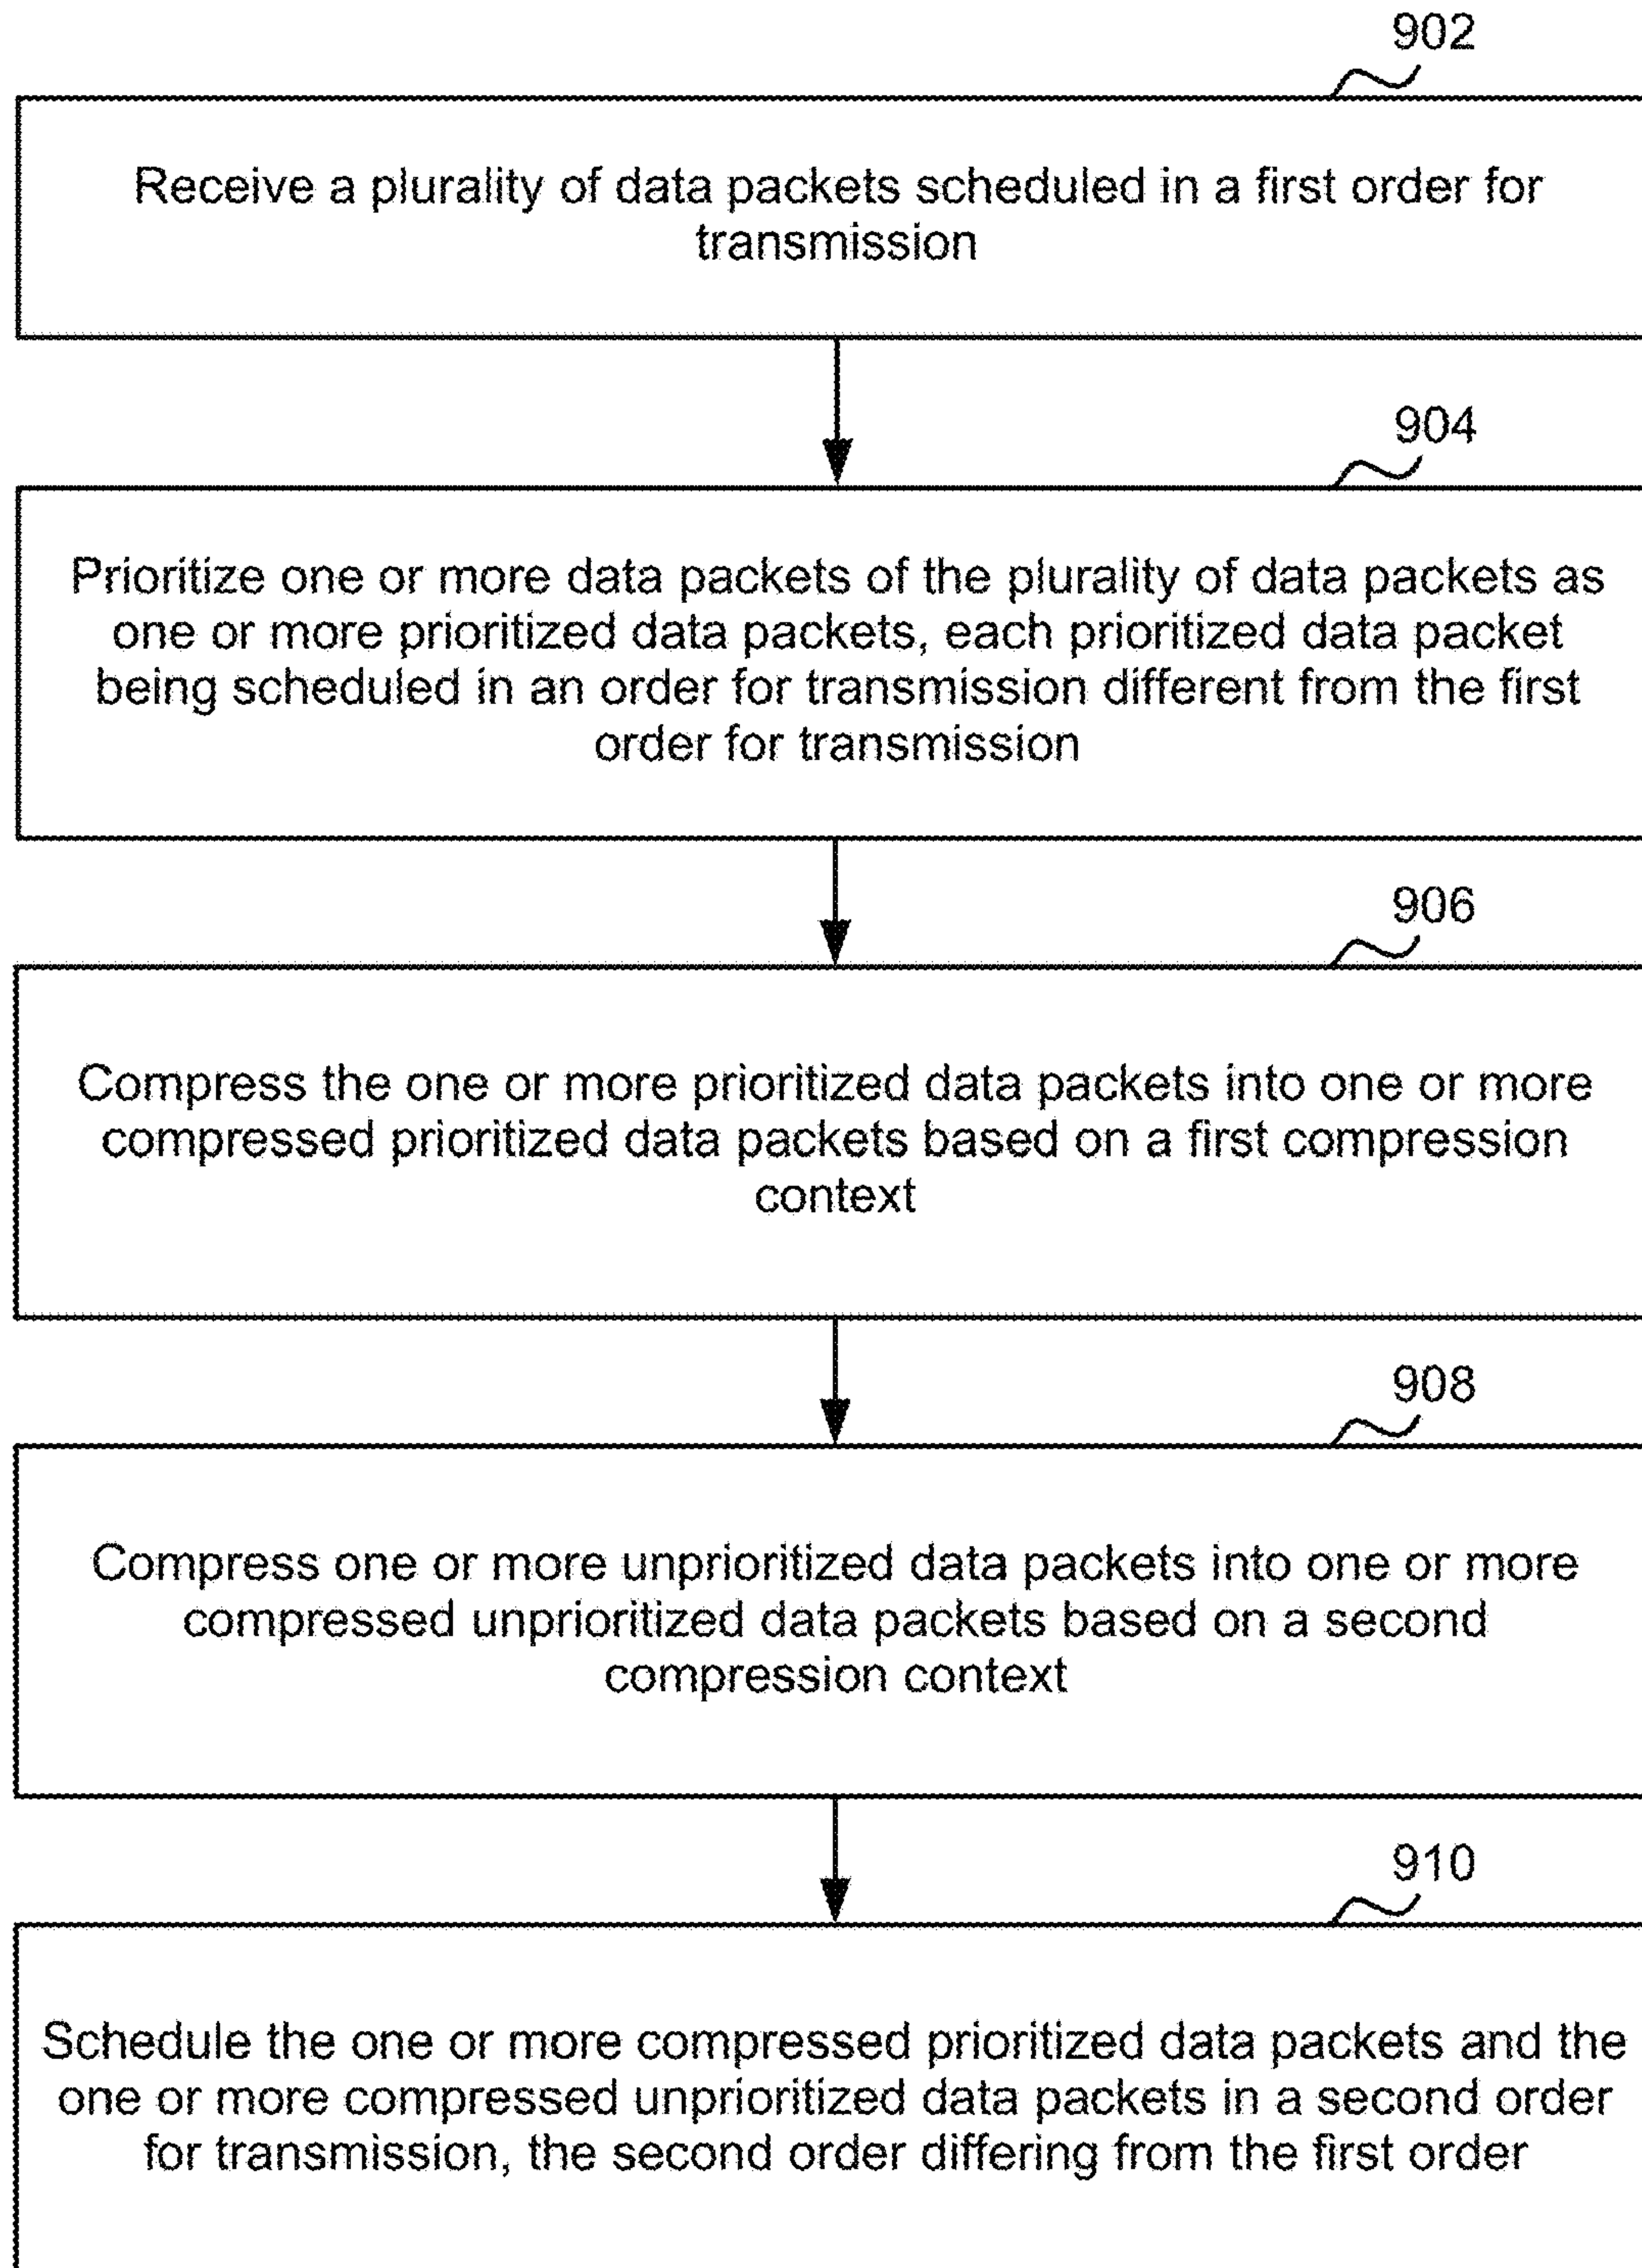 902
Receive a plurality of data packets scheduled in a first order for
transmission
904
Prioritize one or more data packets of the plurality of data packets as
one or more prioritized data packets, each prioritized data packet
being scheduled in an order for transmission different from the first
order for transmission
906
Compress the one or more prioritized data packets into one or more
compressed prioritized data packets based on a first compression
context
908
Compress one or more unprioritized data packets into one or more
compressed unprioritized data packets based on a second
compression context
910
Schedule the one or more compressed prioritized data packets and the
one or more compressed unprioritized data packets in a second order
for transmission, the second order differing from the first order